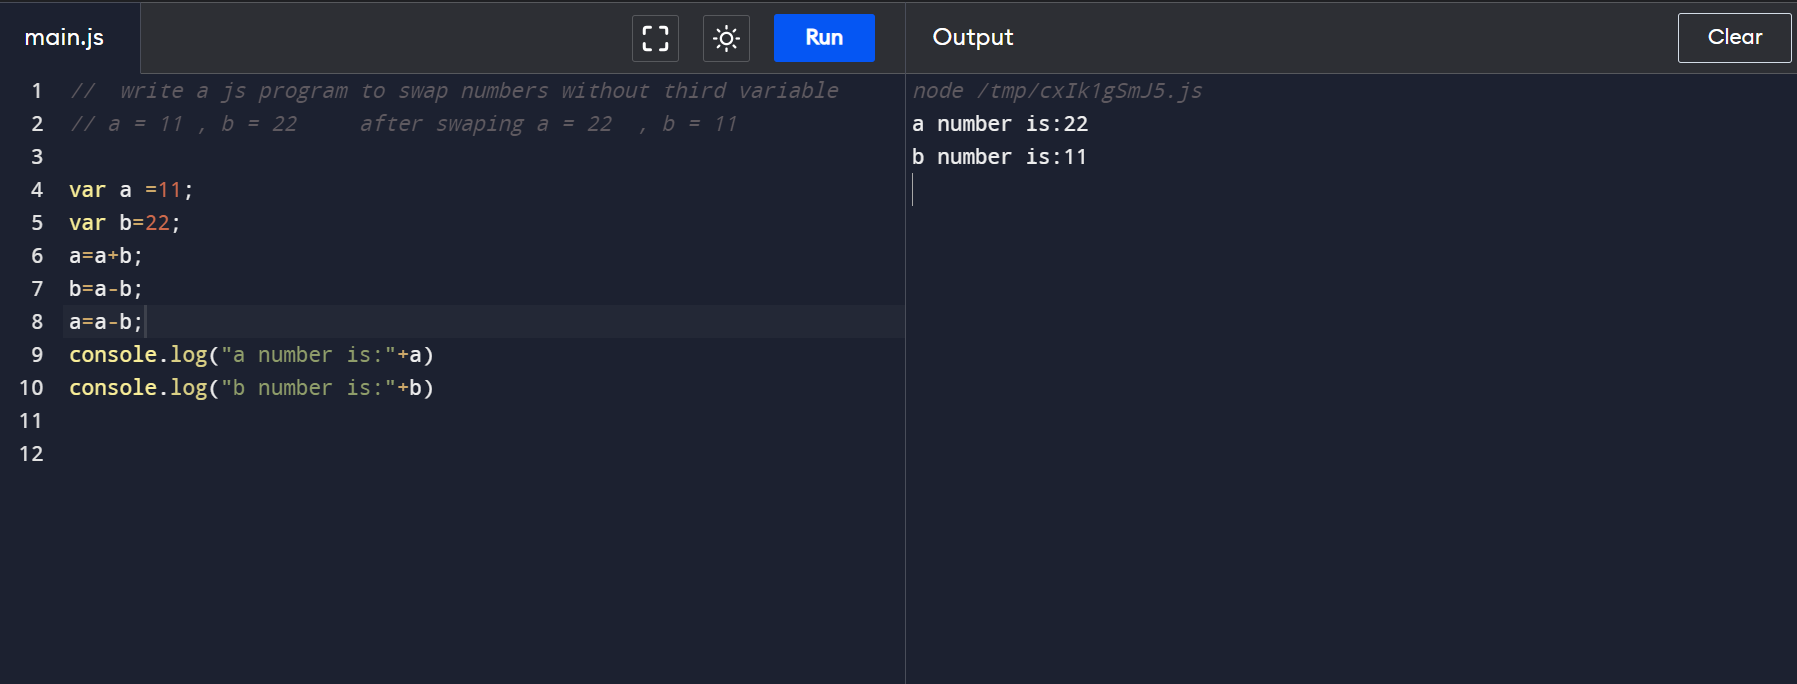 main.js
Run
Output
Clear
1 //  write a js program to swap numbers without third variable
2 // a = 11 , b = 22     after swaping a = 22  , b = 11
3
4 var a =11;
5 var b=22;
6 a=a+b;
7 b=a-b;
8 a=a-b;
9 console.log("a number is:"+a)
10 console.log("b number is:"+b)
11
12
node /tmp/cxIk1gSmJ5.js
a number is:22
b number is:11